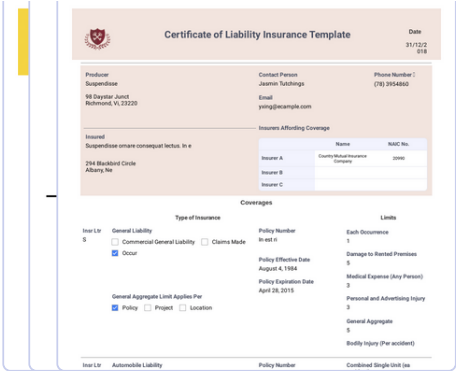 Certificate of Liability Insurance Template
Date
31/12/2
018
Producer
Suspendisse
98 Daystar Junct
Richmond, Vi, 23220
Contact Person
Jasmin Tutchings
Email
yxing@ecample.com
Phone Number :
(78) 3954860
Insured
Suspendisse ornare consequat lectus. In e
294 Blackbird Circle
Albany, Ne
Insurers Affording Coverage
Name NAIC No.
Insurer A Country Mutual Insurance Company 20990
Insurer B
Insurer C
Coverages
Type of Insurance
Limits
Insr Ltr
S
General Liability
Commercial General Liability Claims Made
Occur
General Aggregate Limit Applies Per
Policy Project Location
Policy Number
In est ri
Policy Effective Date
August 4, 1984
Policy Expiration Date
April 28, 2015
Each Occurrence
1
Damage to Rented Premises
5
Medical Expense (Any Person)
3
Personal and Advertising Injury
3
General Aggregate
5
Bodily Injury (Per accident)
Insr Ltr Automobile Liability Policy Number Combined Single Unit (ea